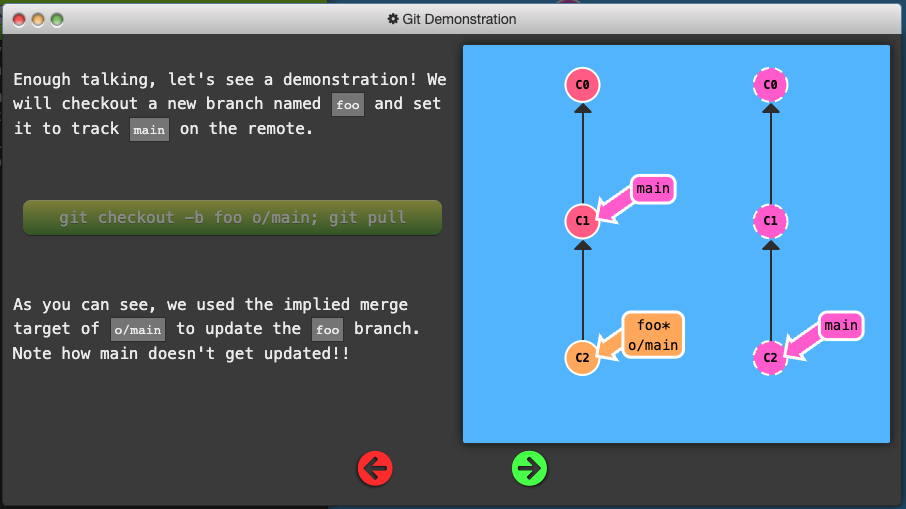 Git Demonstration
Enough talking, let's see a demonstration! We
will checkout a new branch named foo and set
it to track main on the remote.
git checkout -b foo o/main; git pull
As you can see, we used the implied merge
target of o/main to update the foo branch.
Note how main doesn't get updated!!
C0
C0
main
C1
C1
foo*
o/main
main
C2
C2